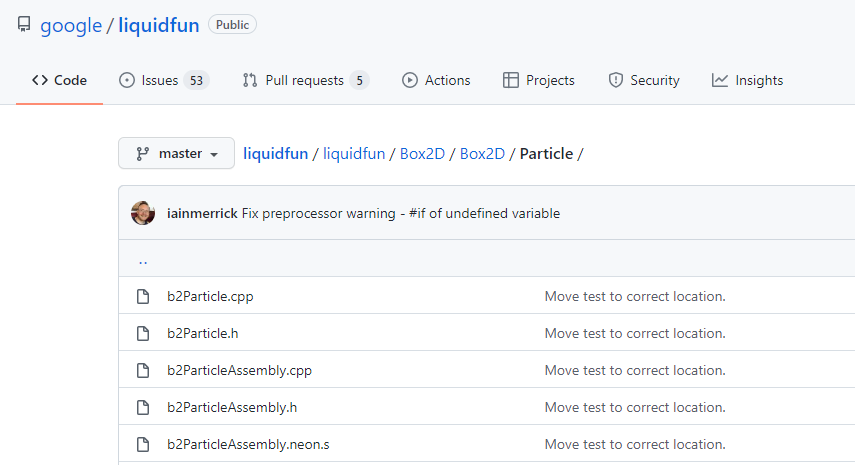 google / liquidfun Public
Code Issues 53 Pull requests 5 Actions Projects Security Insights
master liquidfun / liquidfun / Box2D / Box2D / Particle /
iainmerrick Fix preprocessor warning - #if of undefined variable
..
b2Particle.cpp Move test to correct location.
b2Particle.h Move test to correct location.
b2ParticleAssembly.cpp Move test to correct location.
b2ParticleAssembly.h Move test to correct location.
b2ParticleAssembly.neon.s Move test to correct location.